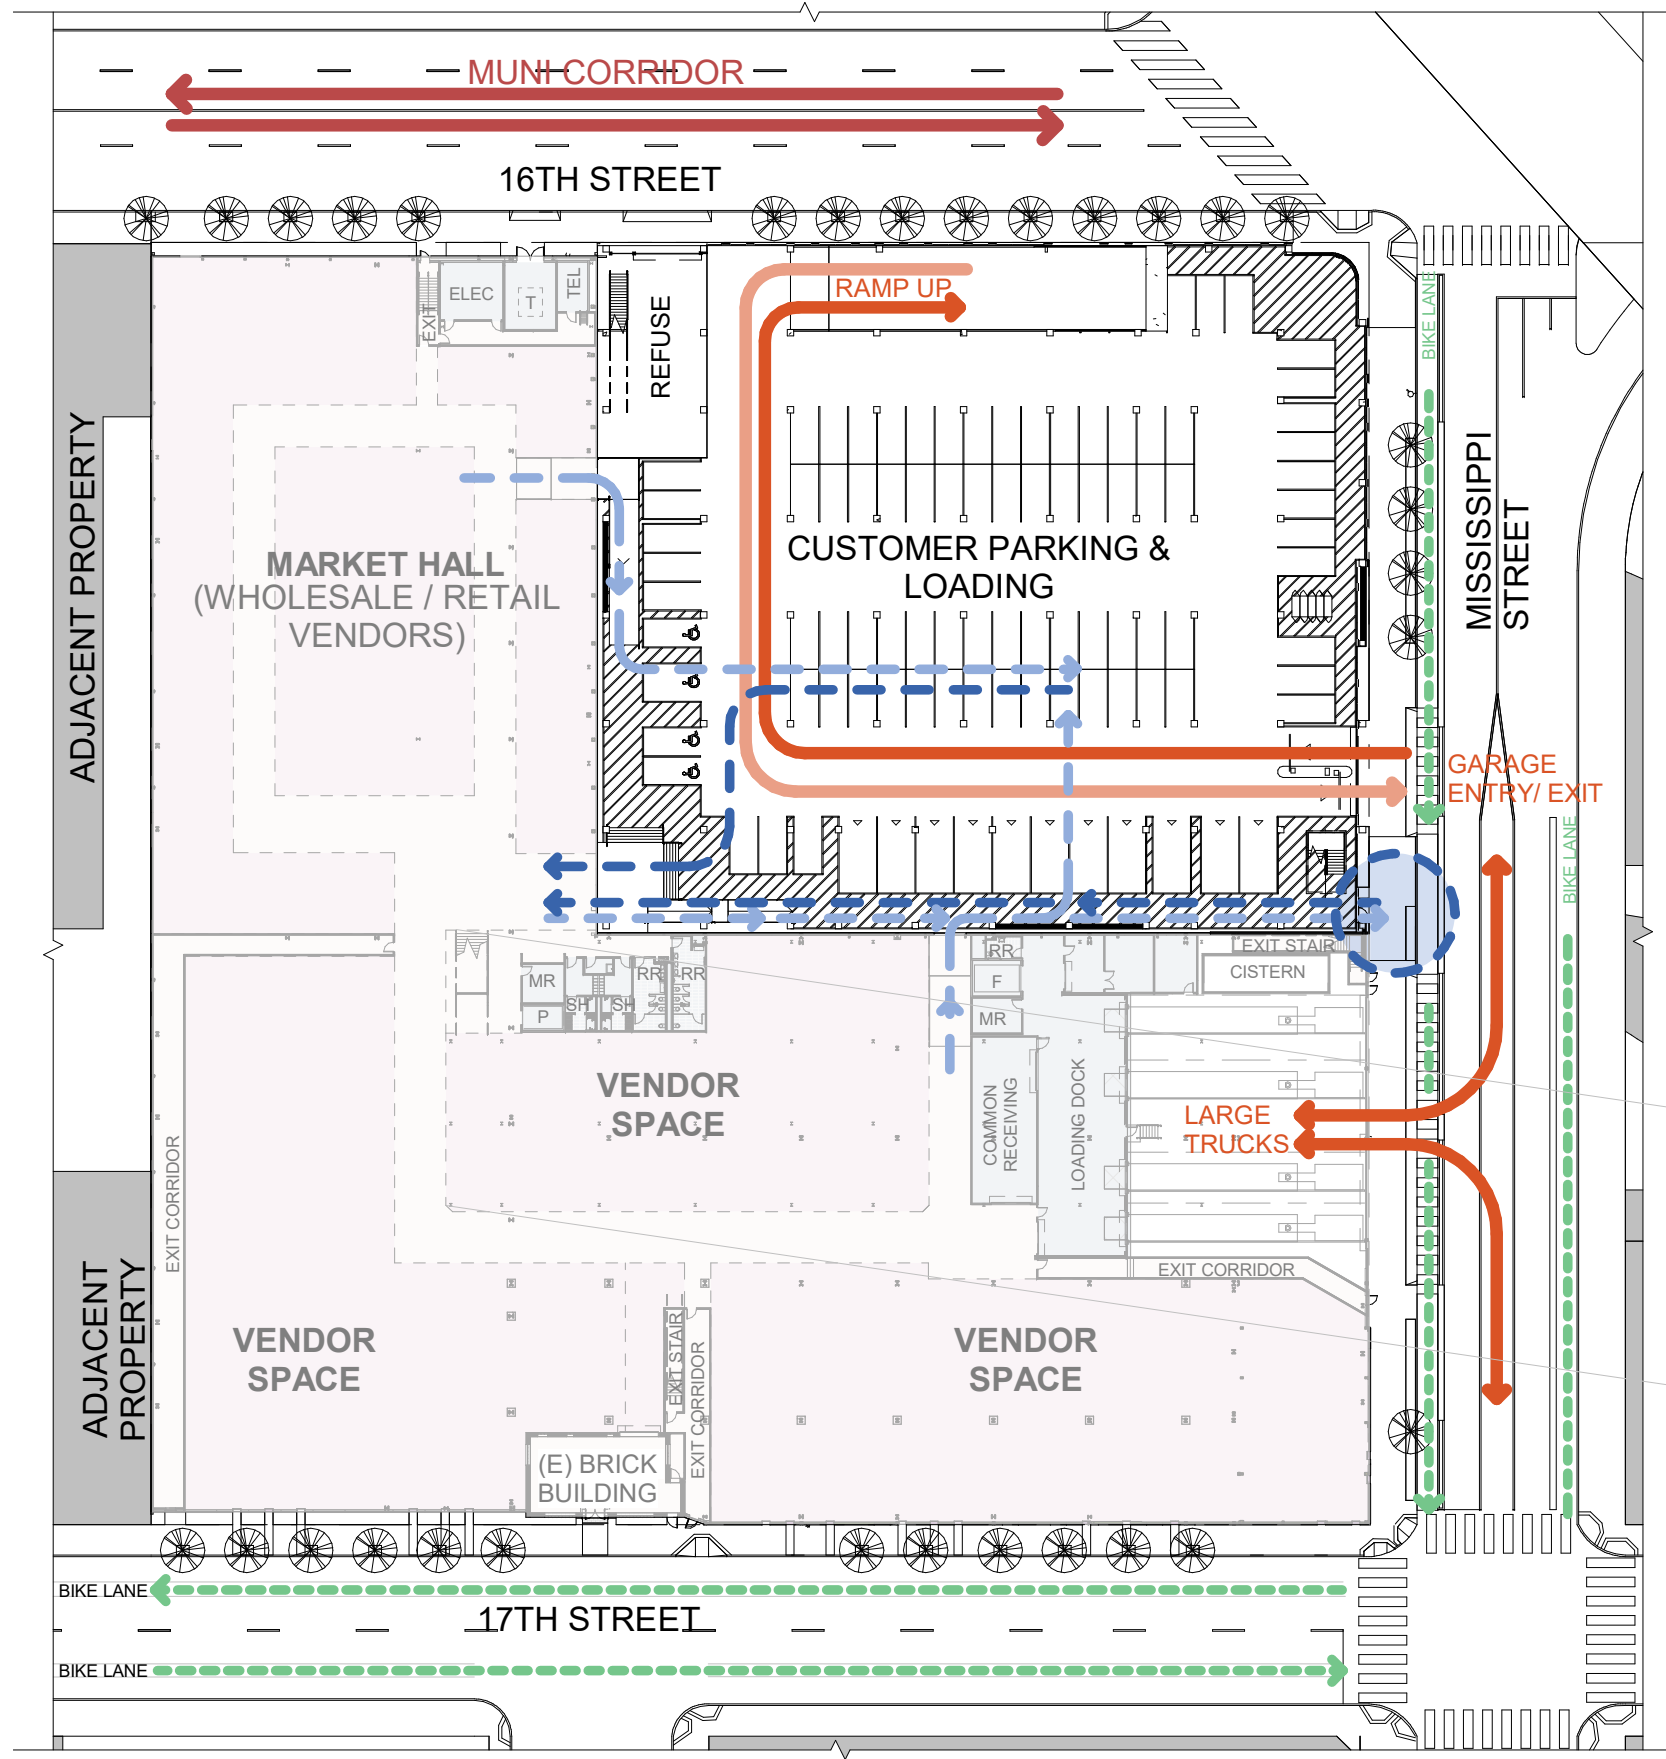 MUNI CORRIDOR
16TH STREET
ELEC
T
TEL
EXIT
REFUSE
RAMP UP
BIKE LANE
ADJACENT PROPERTY
MARKET HALL
(WHOLESALE / RETAIL
VENDORS)
CUSTOMER PARKING &
LOADING
MISSISSIPPI
STREET
GARAGE
ENTRY/ EXIT
BIKE LANE
MR
P
SH
SH
RR
RR
RR
F
MR
EXIT STAIR
CISTERN
VENDOR
SPACE
COMMON
RECEIVING
LOADING DOCK
LARGE
TRUCKS
EXIT CORRIDOR
EXIT CORRIDOR
ADJACENT
PROPERTY
VENDOR
SPACE
EXIT STAIR
EXIT CORRIDOR
VENDOR
SPACE
(E) BRICK
BUILDING
BIKE LANE
17TH STREET
BIKE LANE